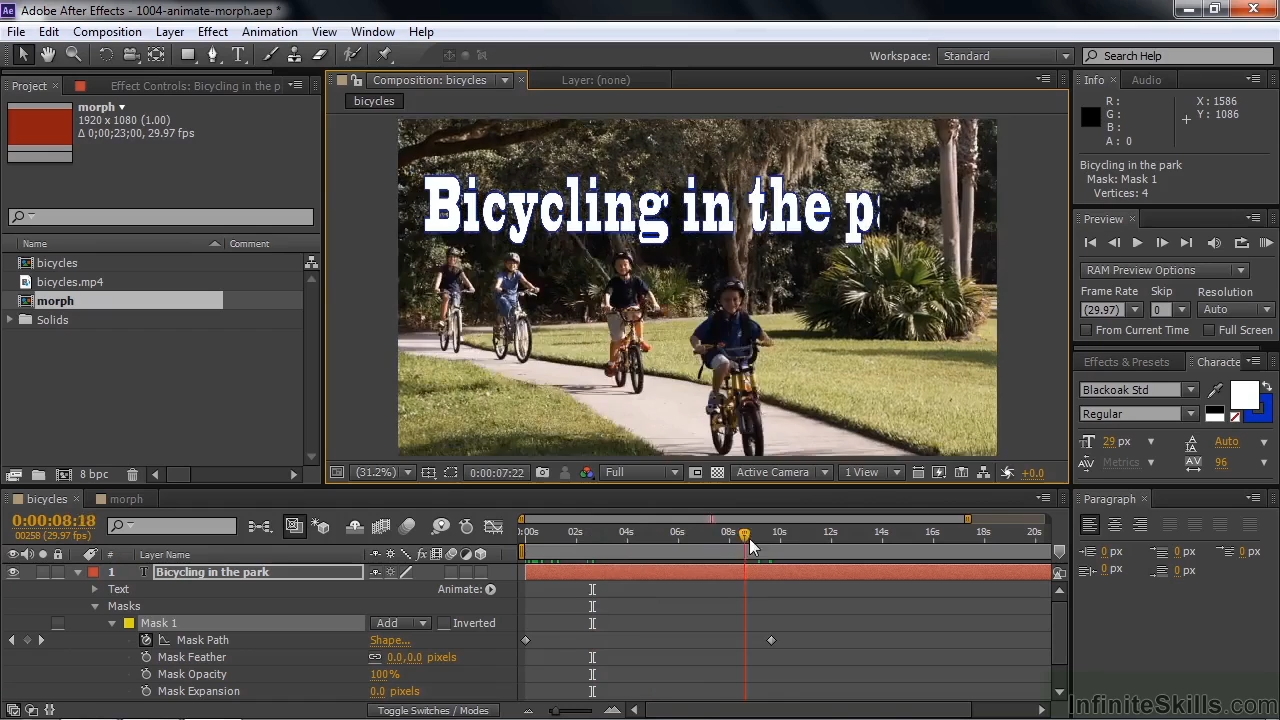 Ae Adobe After Effects - 1004-animate-morph.aep *
File Edit Composition Layer Effect Animation View Window Help
Workspace: Standard Search Help
Project Effect Controls: Bicycling in the p
Composition: bicycles Layer: (none)
Info Audio
morph
1920 x 1080 (1.00)
Δ 0;00;23;00, 29.97 fps
bicycles
R: X: 1586
G: Y: 1086
B:
A: 0
Bicycling in the park
Mask: Mask 1
Vertices: 4
Bicycling in the p
Preview
Name Comment
bicycles
bicycles.mp4
morph
Solids
RAM Preview Options
Frame Rate Skip Resolution
(29.97) 0 Auto
From Current Time Full Screen
Effects & Presets Characte
Blackoak Std
Regular
29 px Auto
Metrics 96
8 bpc
(31.2%) 0:00:07:22 Full Active Camera 1 View +0.0
bicycles morph
0:00:08:18
00258 (29.97 fps)
:00s 02s 04s 06s 08s 10s 12s 14s 16s 18s 20s
# Layer Name
1 T Bicycling in the park
Text Animate:
Masks
Mask 1 Add Inverted
Mask Path Shape...
Mask Feather 0.0,0.0 pixels
Mask Opacity 100%
Mask Expansion 0.0 pixels
Toggle Switches / Modes
Paragraph
0 px 0 px 0 px
0 px 0 px
InfiniteSkills.com